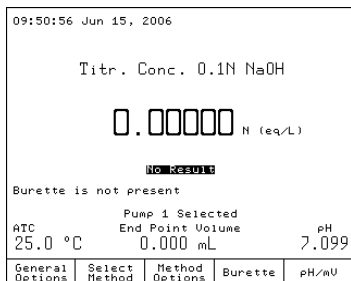 09:50:56 Jun 15, 2006
Titr. Conc. 0.1N NaOH
0.00000 N (eq/L)
No Result
Burette is not present
Pump 1 Selected
ATC End Point Volume pH
25.0 °C 0.000 mL 7.099
General Options Select Method Method Options Burette pH/mV